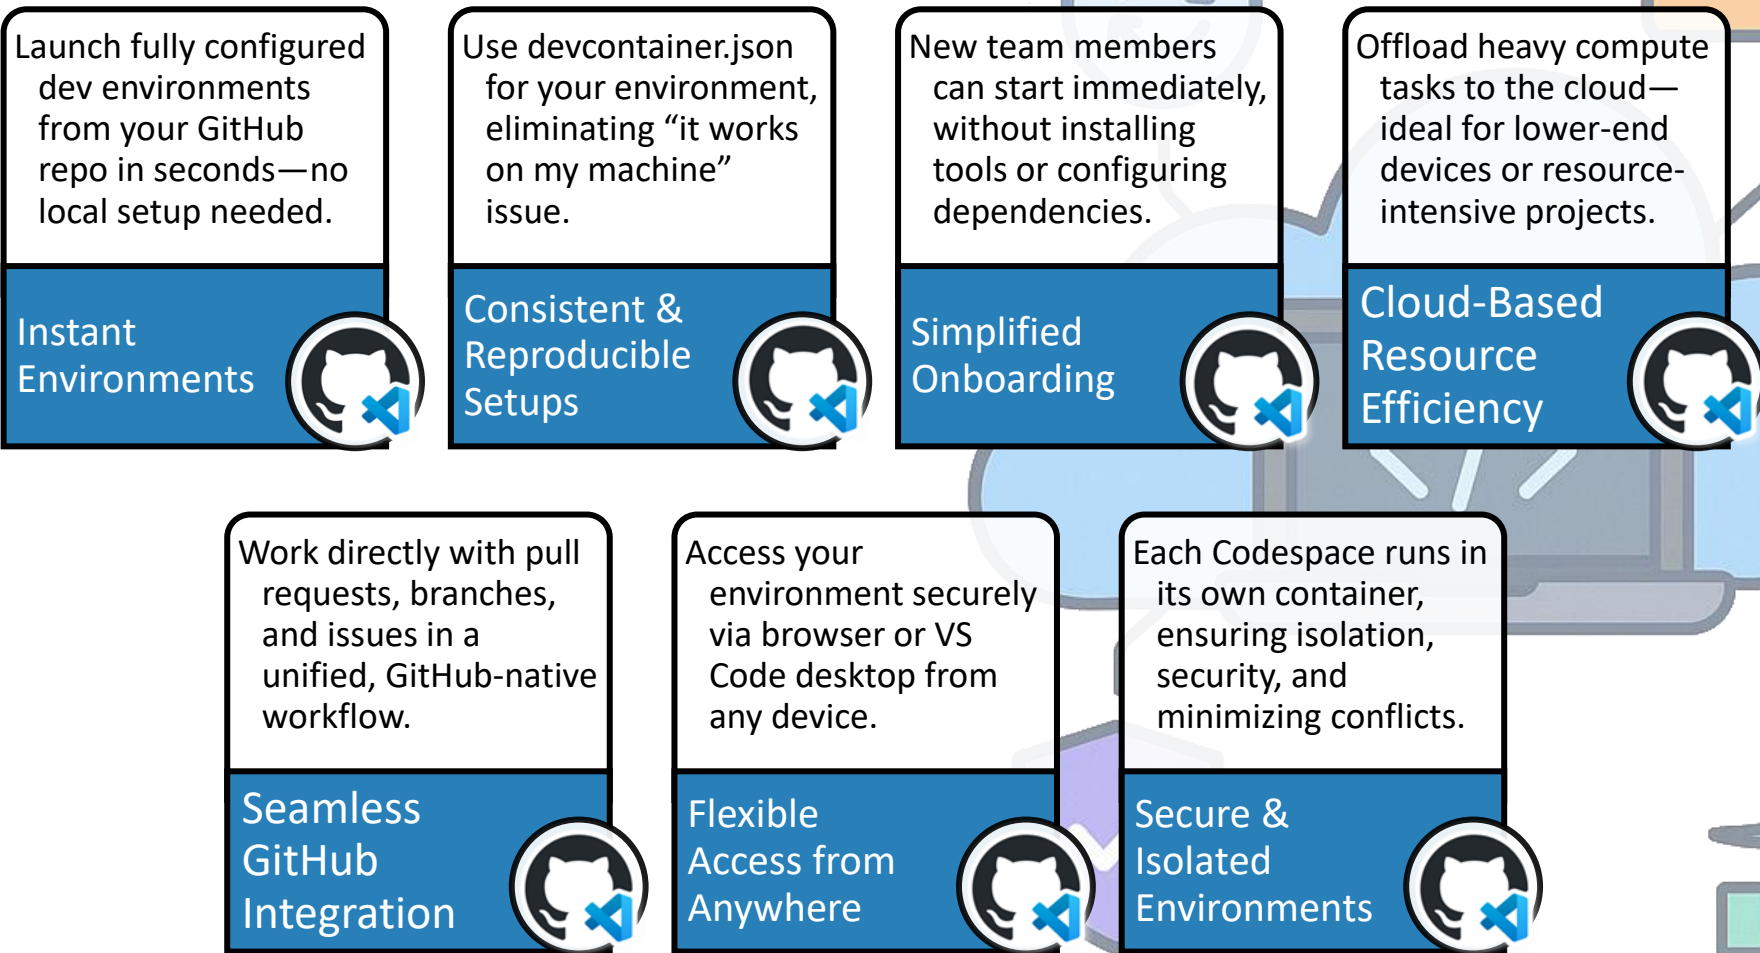 Launch fully configured
dev environments
from your GitHub
repo in seconds—no
local setup needed.
Instant
Environments
Use devcontainer.json
for your environment,
eliminating “it works
on my machine”
issue.
Consistent &
Reproducible
Setups
New team members
can start immediately,
without installing
tools or configuring
dependencies.
Simplified
Onboarding
Offload heavy compute
tasks to the cloud—
ideal for lower-end
devices or resource-
intensive projects.
Cloud-Based
Resource
Efficiency
Work directly with pull
requests, branches,
and issues in a
unified, GitHub-native
workflow.
Seamless
GitHub
Integration
Access your
environment securely
via browser or VS
Code desktop from
any device.
Flexible
Access from
Anywhere
Each Codespace runs in
its own container,
ensuring isolation,
security, and
minimizing conflicts.
Secure &
Isolated
Environments